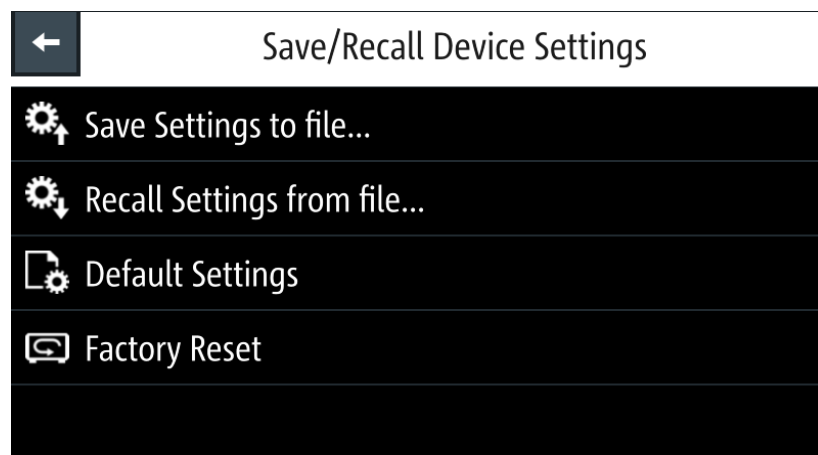 Save/Recall Device Settings
Save Settings to file...
Recall Settings from file...
Default Settings
Factory Reset